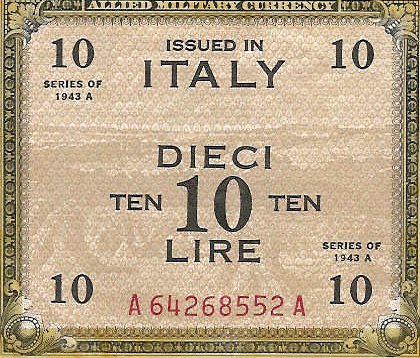 ALLIED MILITARY CURRENCY
10 ISSUED IN 10
ITALY
SERIES OF
1943 A
DIECI
TEN 10 TEN
LIRE
SERIES OF
1943 A
10 A 64268552 A 10